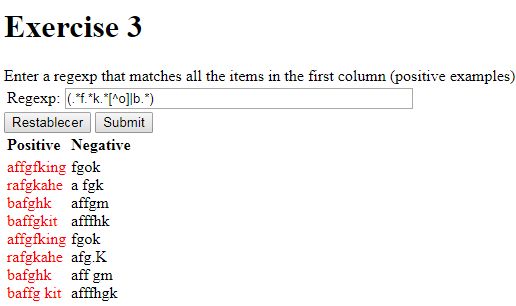 Exercise 3
Enter a regexp that matches all the items in the first column (positive examples)
Regexp: (.*f.*k.*[^o]|b.*)
Restablecer Submit
Positive Negative
affgfking fgok
rafgkahe a fgk
bafghk affgm
baffgkit afffhk
affgfking fgok
rafgkahe afg.K
bafghk aff gm
baffg kit afffhgk